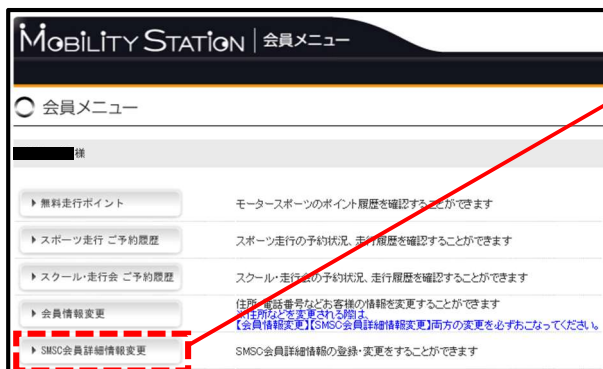 MOBILITY STATION 会員メニュー
会員メニュー
様
無料走行ポイント
モータースポーツのポイント履歴を確認することができます
スポーツ走行 ご予約履歴
スポーツ走行の予約状況、走行履歴を確認することができます
スクール・走行会 ご予約履歴
スクール・走行会の予約状況、走行履歴を確認することができます
会員情報変更
住所・電話番号などお客様の情報を変更することができます
※住所などを変更される際は、
【会員情報変更】【SMSC会員詳細情報変更】両方の変更を必ずおこなってください。
SMSC会員詳細情報変更
SMSC会員詳細情報の登録・変更をすることができます